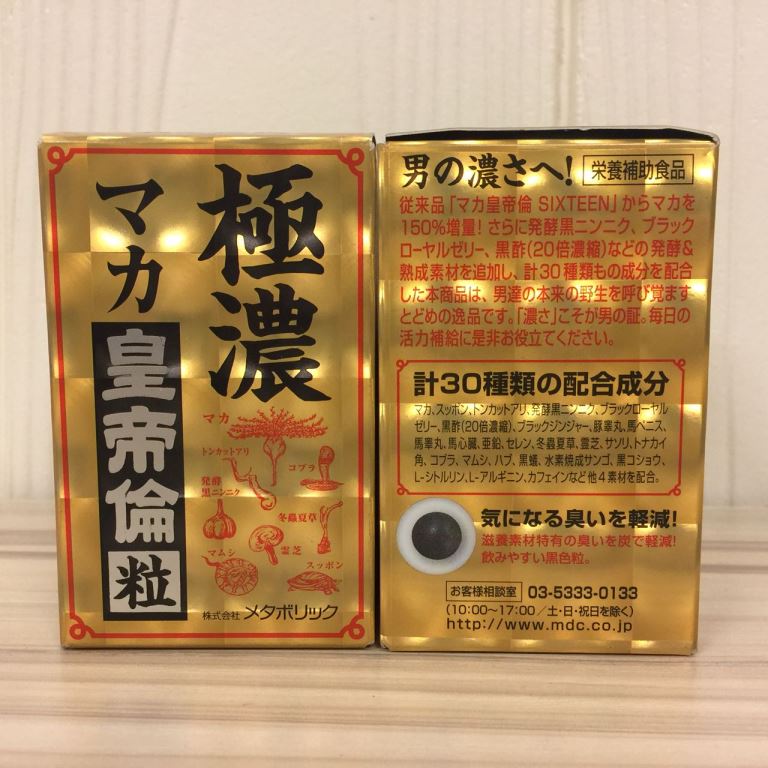 極濃
マカ
皇帝倫
粒
マカ
トンカットアリ
コブラ
発酵
黒ニンニク
冬蟲夏草
霊芝
マムシ
スッポン
株式会社 メタボリック
男の濃さへ! 栄養補助食品
従来品「マカ皇帝倫 SIXTEEN」からマカを
150%増量! さらに発酵黒ニンニク、ブラック
ローヤルゼリー、黒酢(20倍濃縮)などの発酵&
熟成素材を追加し、計30種類もの成分を配合
した本商品は、男達の本来の野生を呼び覚ます
とどめの逸品です。「濃さ」こそが男の証。毎日の
活力補給に是非お役立てください。
計30種類の配合成分
マカ、スッポン、トンカットアリ、発酵黒ニンニク、ブラックローヤル
ゼリー、黒酢(20倍濃縮)、ブラックジンジャー、豚睾丸、馬ペニス、
馬睾丸、馬心臓、亜鉛、セレン、冬蟲夏草、霊芝、サソリ、トナカイ
角、コブラ、マムシ、ハブ、黒蟻、水素焼成サンゴ、黒コショウ、
L-シトルリン、L-アルギニン、カフェインなど他4素材を配合。
気になる臭いを軽減!
滋養素材特有の臭いを炭で軽減!
飲みやすい黒色粒。
お客様相談室 03-5333-0133
(10:00~17:00/土・日・祝日を除く)
http://www.mdc.co.jp